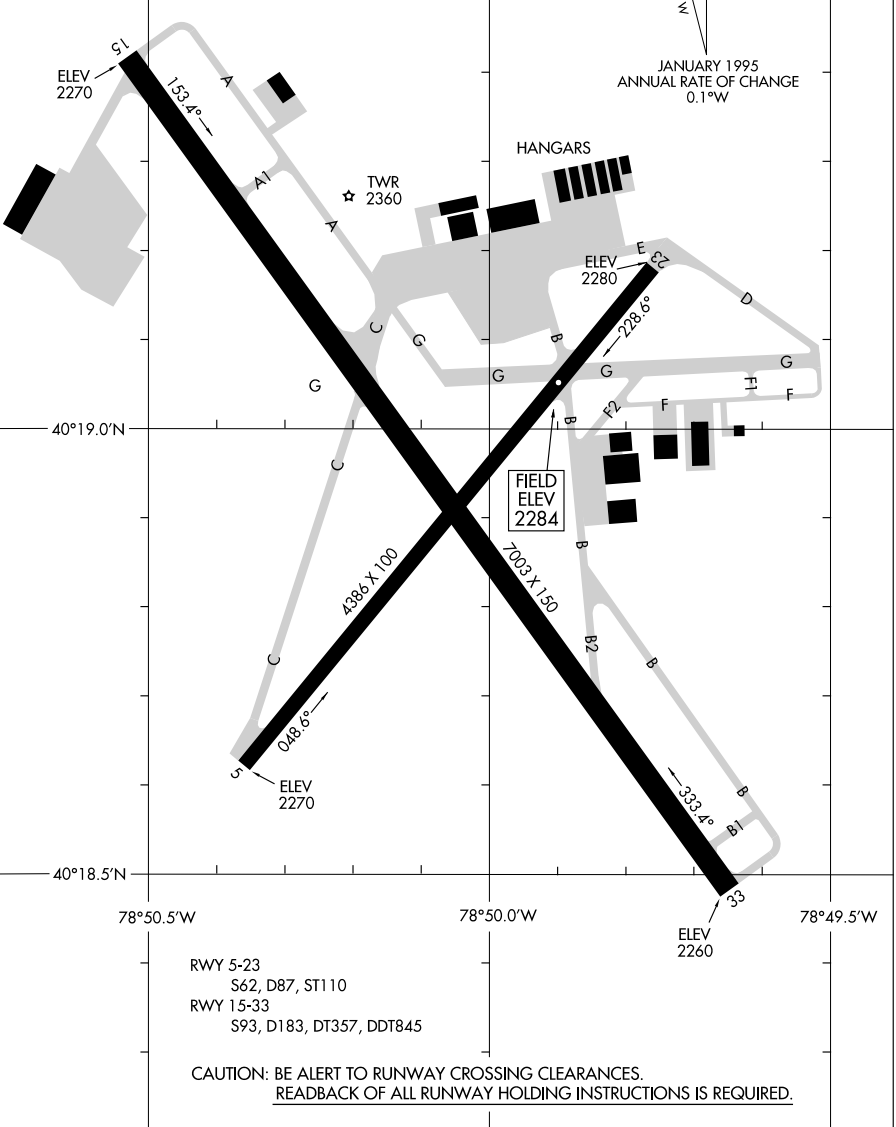 W
JANUARY 1995
ANNUAL RATE OF CHANGE
0.1°W
15
ELEV
2270
153.4°
A
A1
A
TWR
2360
HANGARS
E
23
ELEV
2280
228.6°
D
C
G
B
G
G
G
G
F1
F
F
F2
B
40°19.0'N
C
FIELD
ELEV
2284
B
7003 X 150
4386 X 100
B2
B
C
048.6°
5
ELEV
2270
333.4°
B
B1
33
40°18.5'N
78°50.5'W
78°50.0'W
78°49.5'W
ELEV
2260
RWY 5-23
S62, D87, ST110
RWY 15-33
S93, D183, DT357, DDT845
CAUTION: BE ALERT TO RUNWAY CROSSING CLEARANCES.
READBACK OF ALL RUNWAY HOLDING INSTRUCTIONS IS REQUIRED.